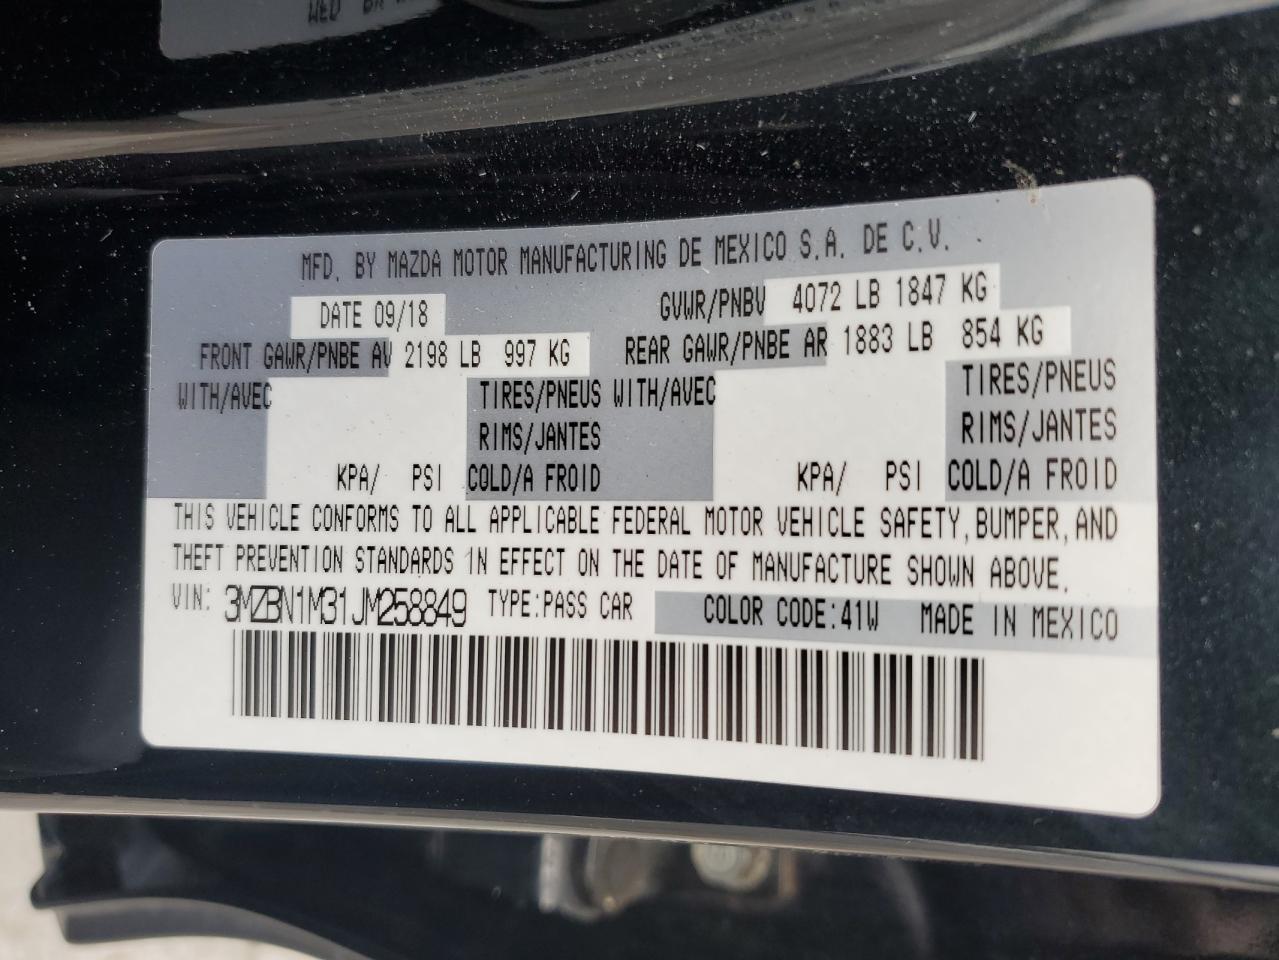 MFD. BY MAZDA MOTOR MANUFACTURING DE MEXICO S.A. DE C.V.
DATE 09/18 GVWR/PNBV 4072 LB 1847 KG
FRONT GAWR/PNBE AV 2198 LB 997 KG REAR GAWR/PNBE AR 1883 LB 854 KG
WITH/AVEC TIRES/PNEUS WITH/AVEC TIRES/PNEUS
RIMS/JANTES RIMS/JANTES
KPA/ PSI COLD/A FROID KPA/ PSI COLD/A FROID
THIS VEHICLE CONFORMS TO ALL APPLICABLE FEDERAL MOTOR VEHICLE SAFETY, BUMPER, AND
THEFT PREVENTION STANDARDS IN EFFECT ON THE DATE OF MANUFACTURE SHOWN ABOVE.
VIN: 3MZBN1M31JM258849 TYPE:PASS CAR COLOR CODE:41W MADE IN MEXICO